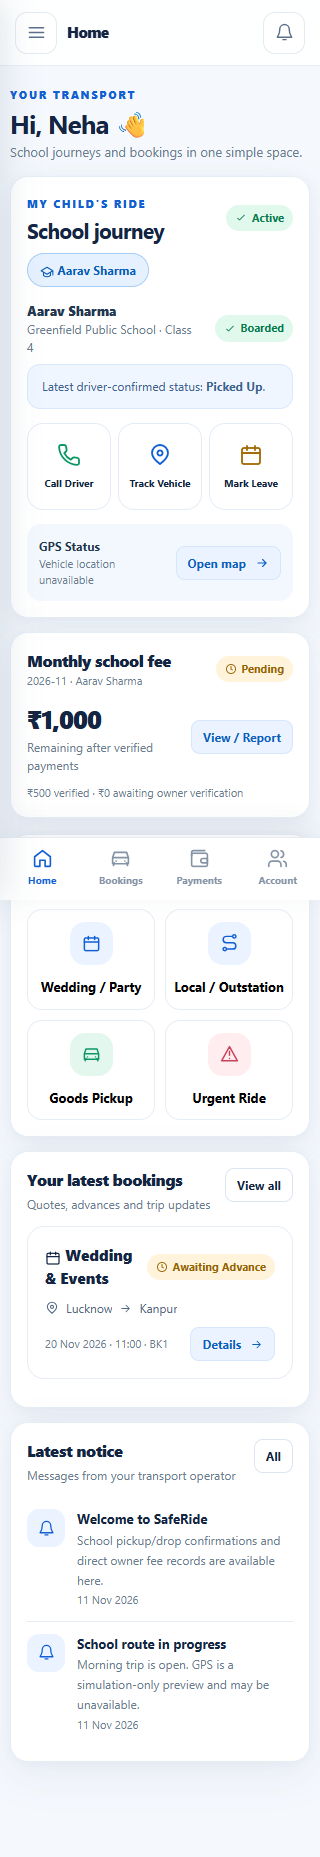 Home
YOUR TRANSPORT
Hi, Neha 👋
School journeys and bookings in one simple space.
MY CHILD'S RIDE
School journey
Active
Aarav Sharma
Aarav Sharma
Greenfield Public School · Class
4
Boarded
Latest driver-confirmed status: Picked Up.
Call Driver
Track Vehicle
Mark Leave
GPS Status
Vehicle location
unavailable
Open map →
Monthly school fee
2026-11 · Aarav Sharma
Pending
₹1,000
Remaining after verified
payments
View / Report
₹500 verified · ₹0 awaiting owner verification
Home
Bookings
Payments
Account
Wedding / Party
Local / Outstation
Goods Pickup
Urgent Ride
Your latest bookings
Quotes, advances and trip updates
View all
Wedding
& Events
Awaiting Advance
Lucknow → Kanpur
20 Nov 2026 · 11:00 · BK1
Details →
Latest notice
Messages from your transport operator
All
Welcome to SafeRide
School pickup/drop confirmations and
direct owner fee records are available
here.
11 Nov 2026
School route in progress
Morning trip is open. GPS is a
simulation-only preview and may be
unavailable.
11 Nov 2026